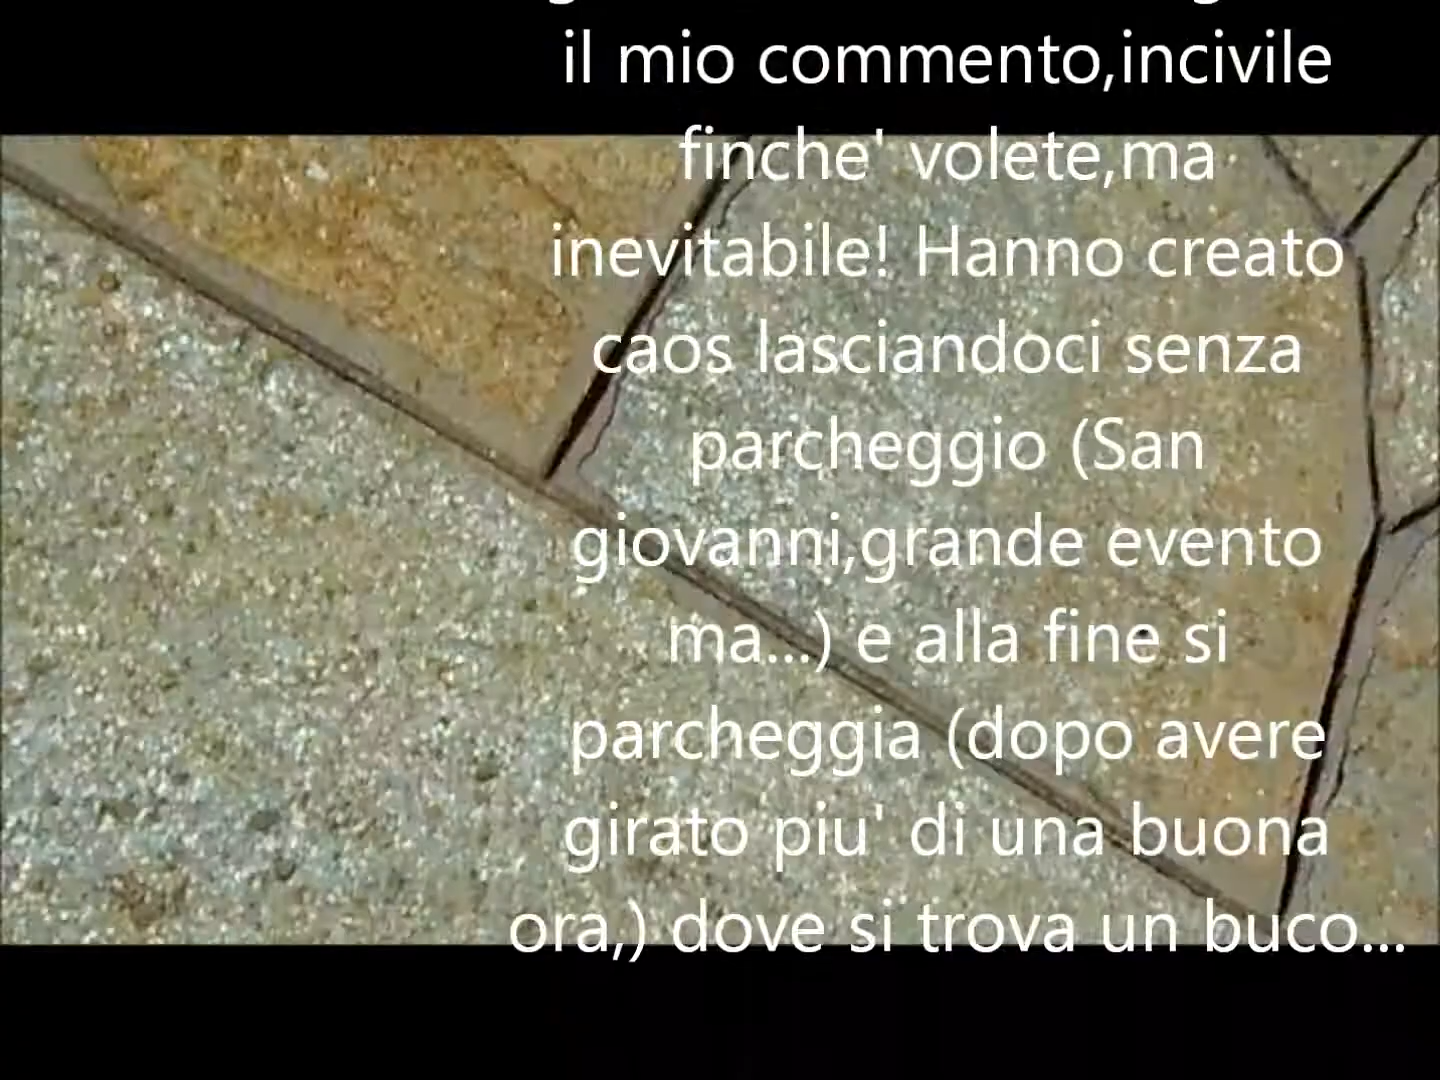 il mio commento,incivile
finche' volete,ma
inevitabile! Hanno creato
caos lasciandoci senza
parcheggio (San
giovanni,grande evento
ma...) e alla fine si
parcheggia (dopo avere
girato piu' di una buona
ora,) dove si trova un buco...